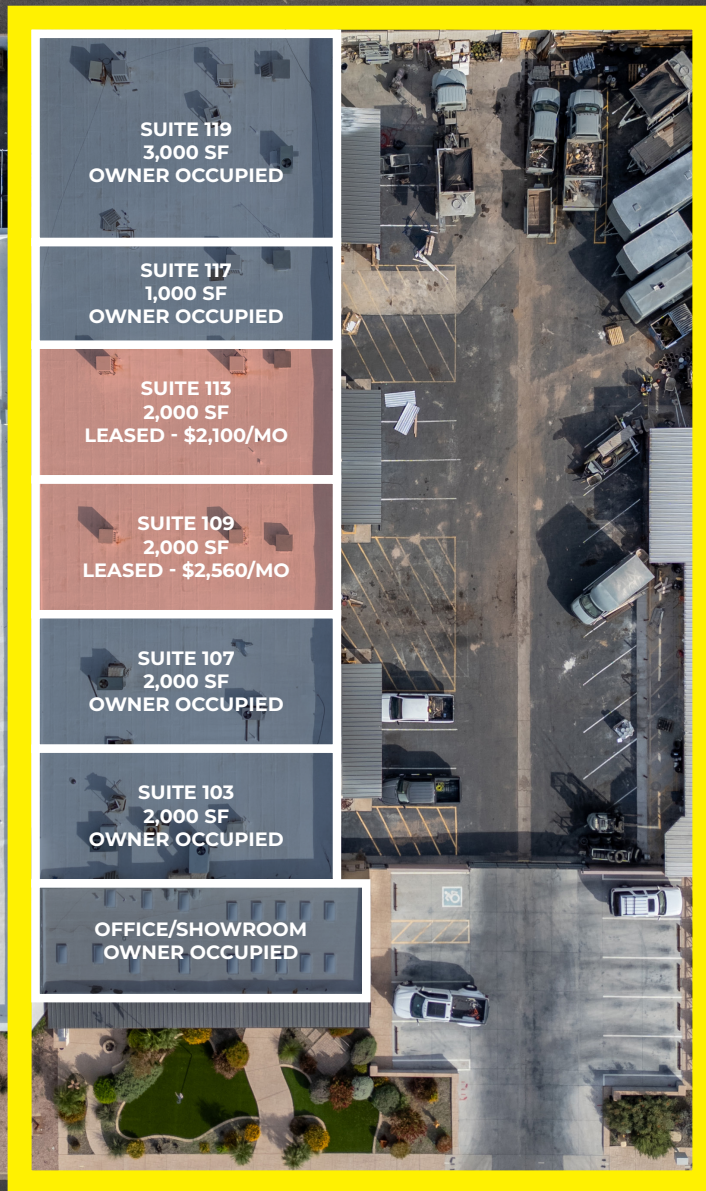 SUITE 119
3,000 SF
OWNER OCCUPIED
SUITE 117
1,000 SF
OWNER OCCUPIED
SUITE 113
2,000 SF
LEASED - $2,100/MO
SUITE 109
2,000 SF
LEASED - $2,560/MO
SUITE 107
2,000 SF
OWNER OCCUPIED
SUITE 103
2,000 SF
OWNER OCCUPIED
OFFICE/SHOWROOM
OWNER OCCUPIED